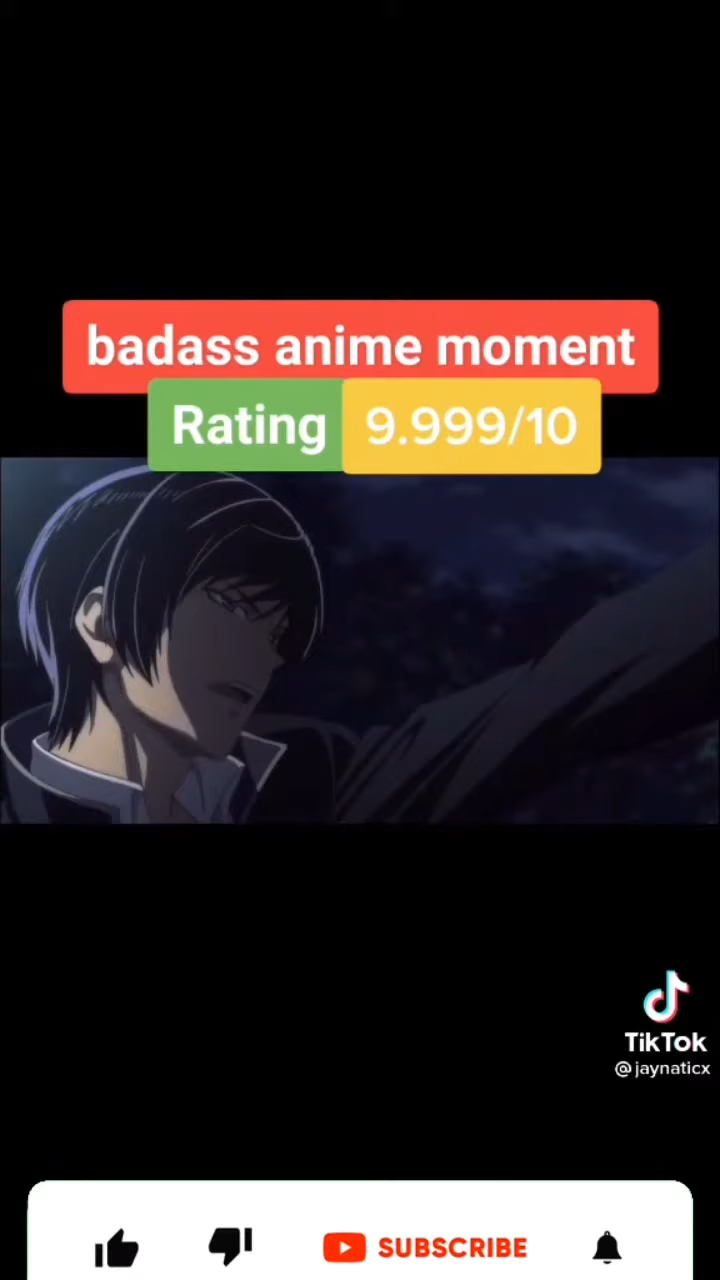 badass anime moment
Rating 9.999/10
TikTok
@jaynaticx
SUBSCRIBE